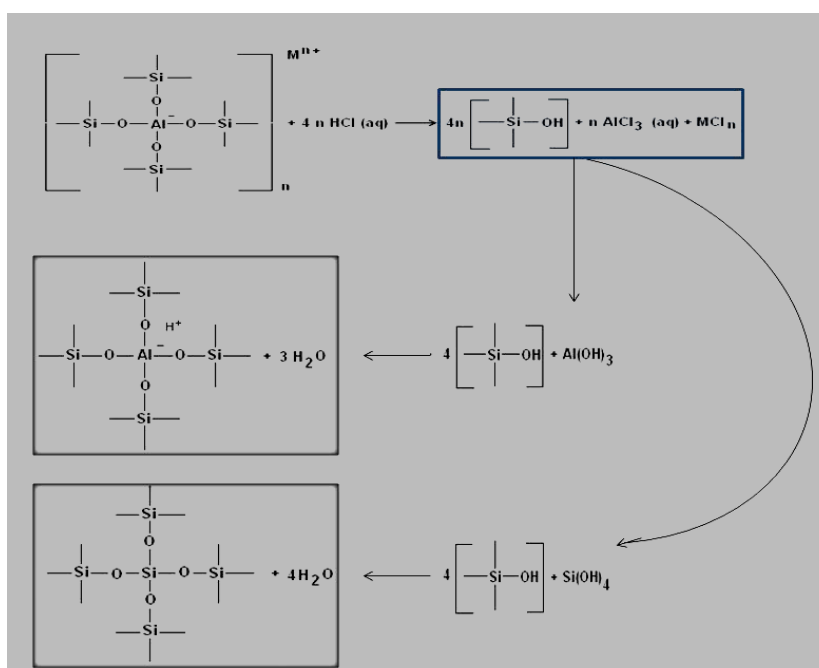 Mⁿ⁺
Si
O
Si O Al⁻ O Si + 4 n HCl (aq) 4n Si OH + n AlCl₃ (aq) + MClₙ
O
Si
n
Si
O H⁺
Si O Al⁻ O Si + 3 H₂O 4 Si OH + Al(OH)₃
O
Si
Si
O
Si O Si O Si + 4H₂O 4 Si OH + Si(OH)₄
O
Si